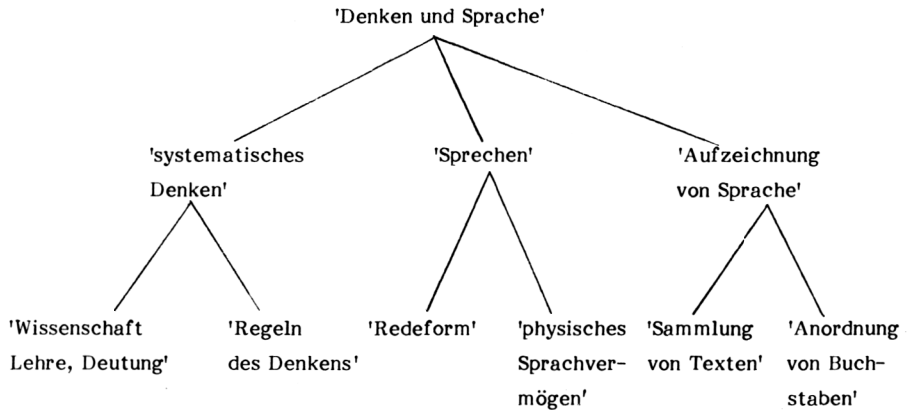 'Denken und Sprache'
'systematisches
Denken'
'Sprechen'
'Aufzeichnung
von Sprache'
'Wissenschaft
Lehre, Deutung'
'Regeln
des Denkens'
'Redeform'
'physisches
Sprachver-
mögen'
'Sammlung
von Texten'
'Anordnung
von Buch-
staben'